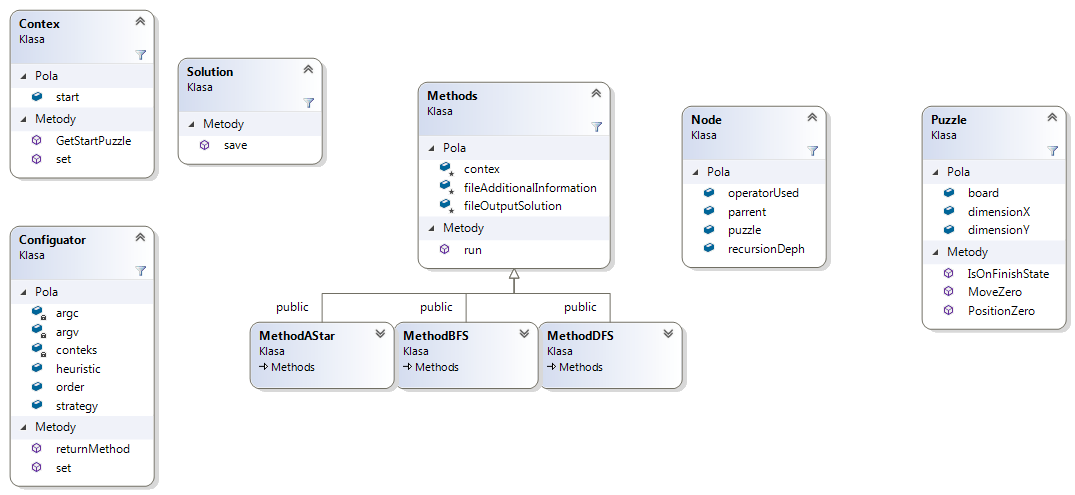 Contex
Klasa
Pola
start
Metody
GetStartPuzzle
set
Solution
Klasa
Metody
save
Methods
Klasa
Pola
contex
fileAdditionalInformation
fileOutputSolution
Metody
run
Node
Klasa
Pola
operatorUsed
parrent
puzzle
recursionDeph
Puzzle
Klasa
Pola
board
dimensionX
dimensionY
Metody
IsOnFinishState
MoveZero
PositionZero
Configuator
Klasa
Pola
argc
argv
conteks
heuristic
order
strategy
Metody
returnMethod
set
public
public
public
MethodAStar
Klasa
Methods
MethodBFS
Klasa
Methods
MethodDFS
Klasa
Methods